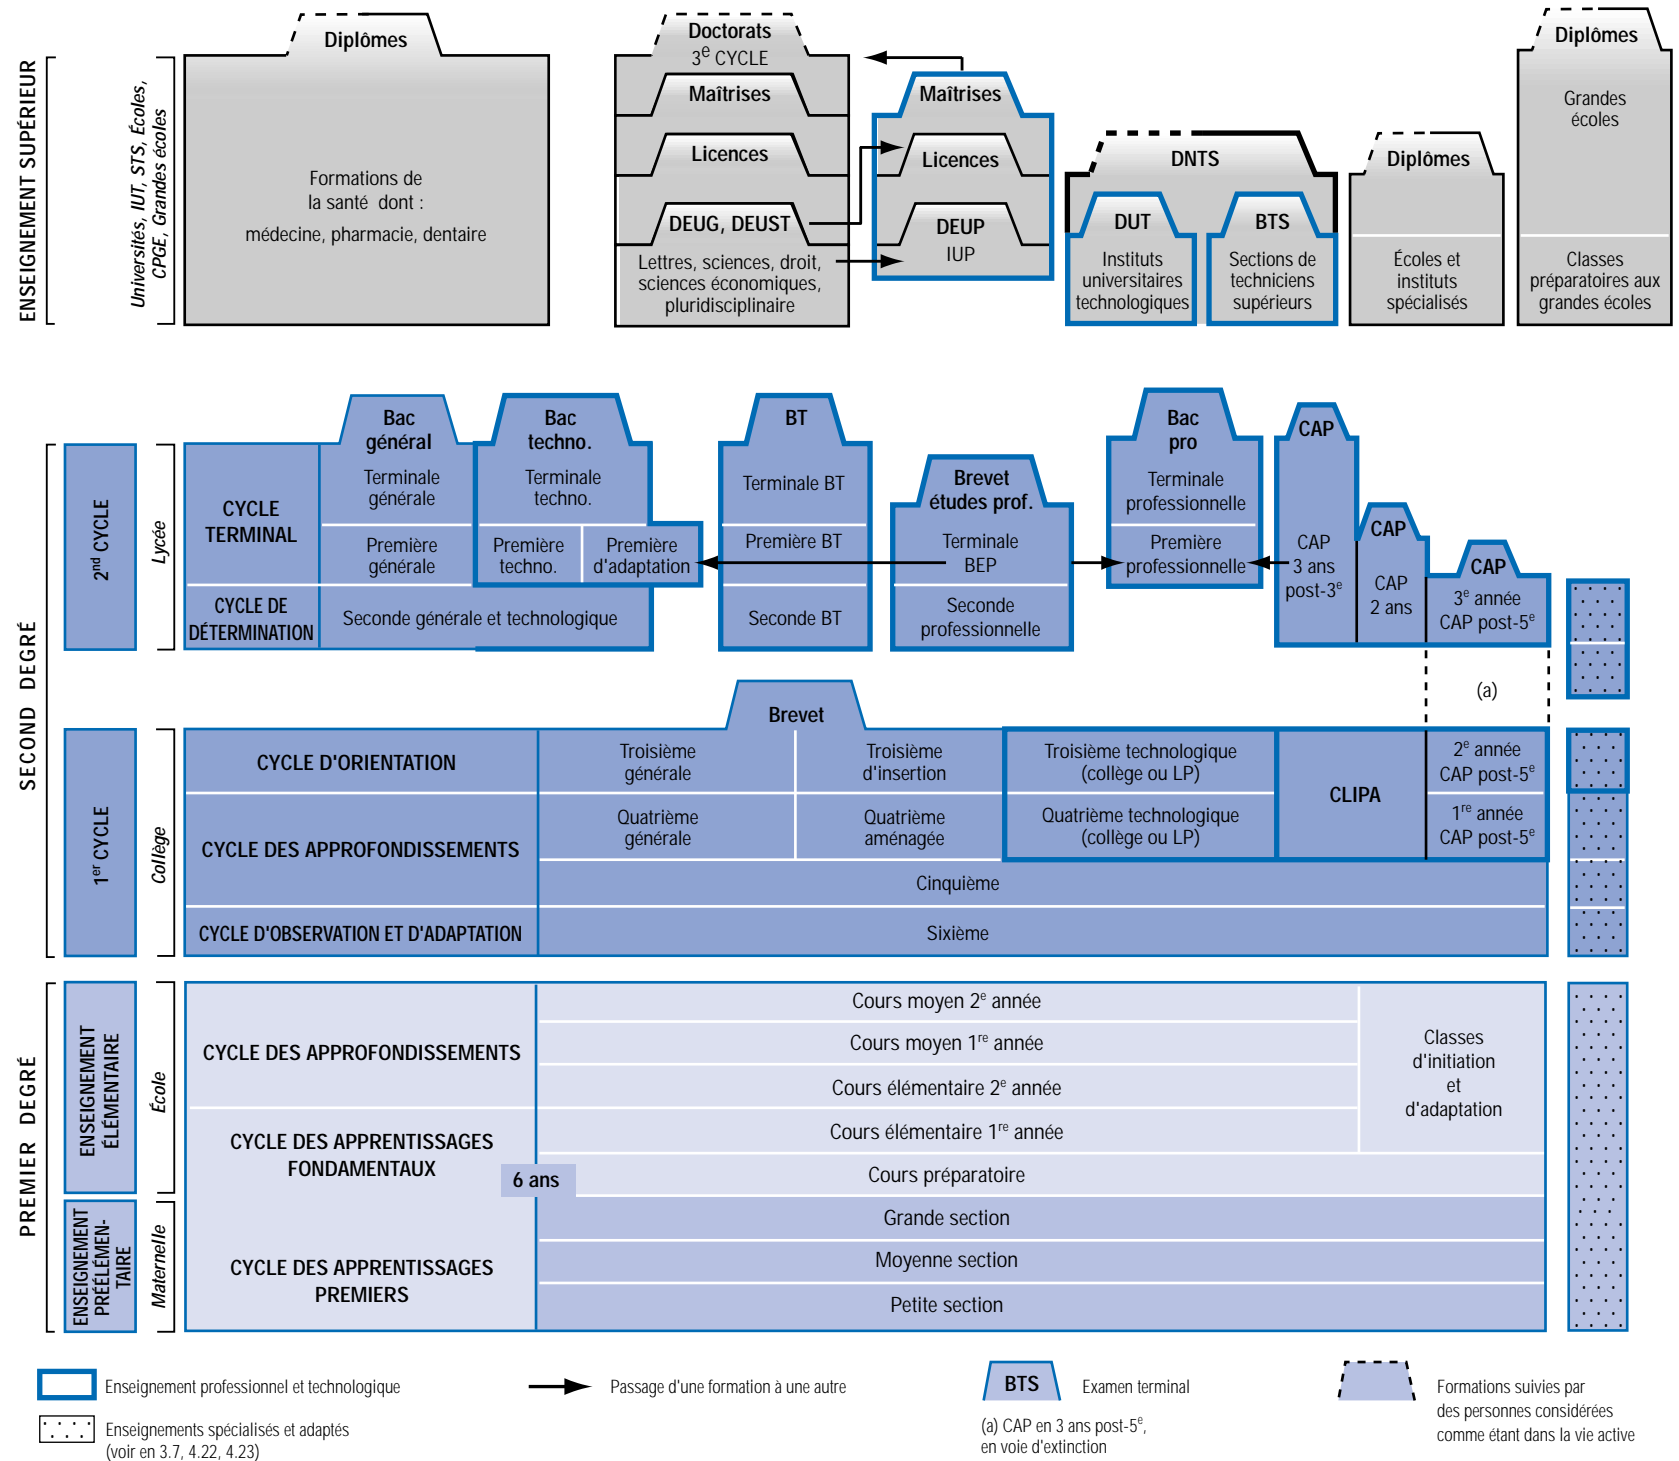 ENSEIGNEMENT SUPÉRIEUR
Universités, IUT, STS, Écoles,
CPGE, Grandes écoles
Diplômes
Formations de
la santé dont :
médecine, pharmacie, dentaire
Doctorats
3e CYCLE
Maîtrises
Licences
DEUG, DEUST
Lettres, sciences, droit,
sciences économiques,
pluridisciplinaire
Maîtrises
Licences
DEUP
IUP
DNTS
DUT
Instituts
universitaires
technologiques
BTS
Sections de
techniciens
supérieurs
Diplômes
Écoles et
instituts
spécialisés
Diplômes
Grandes
écoles
Classes
préparatoires aux
grandes écoles
SECOND DEGRÉ
2nd CYCLE
Lycée
CYCLE
TERMINAL
CYCLE DE
DÉTERMINATION
Bac
général
Terminale
générale
Première
générale
Bac
techno.
Terminale
techno.
Première
techno.
Première
d'adaptation
Seconde générale et technologique
BT
Terminale BT
Première BT
Seconde BT
Brevet
études prof.
Terminale
BEP
Seconde
professionnelle
Bac
pro
Terminale
professionnelle
Première
professionnelle
CAP
CAP
3 ans
post-3e
CAP
CAP
2 ans
CAP
3e année
CAP post-5e
(a)
1er CYCLE
Collège
Brevet
CYCLE D'ORIENTATION
Troisième
générale
Troisième
d'insertion
Troisième technologique
(collège ou LP)
CLIPA
2e année
CAP post-5e
CYCLE DES APPROFONDISSEMENTS
Quatrième
générale
Quatrième
aménagée
Quatrième technologique
(collège ou LP)
1re année
CAP post-5e
Cinquième
CYCLE D'OBSERVATION ET D'ADAPTATION
Sixième
PREMIER DEGRÉ
ENSEIGNEMENT
ÉLÉMENTAIRE
École
CYCLE DES APPROFONDISSEMENTS
Cours moyen 2e année
Cours moyen 1re année
Cours élémentaire 2e année
Classes
d'initiation
et
d'adaptation
CYCLE DES APPRENTISSAGES
FONDAMENTAUX
Cours élémentaire 1re année
6 ans
Cours préparatoire
ENSEIGNEMENT
PRÉÉLÉMEN-
TAIRE
Maternelle
Grande section
CYCLE DES APPRENTISSAGES
PREMIERS
Moyenne section
Petite section
Enseignement professionnel et technologique
Passage d'une formation à une autre
BTS
Examen terminal
Formations suivies par
des personnes considérées
comme étant dans la vie active
Enseignements spécialisés et adaptés
(voir en 3.7, 4.22, 4.23)
(a) CAP en 3 ans post-5e,
en voie d'extinction